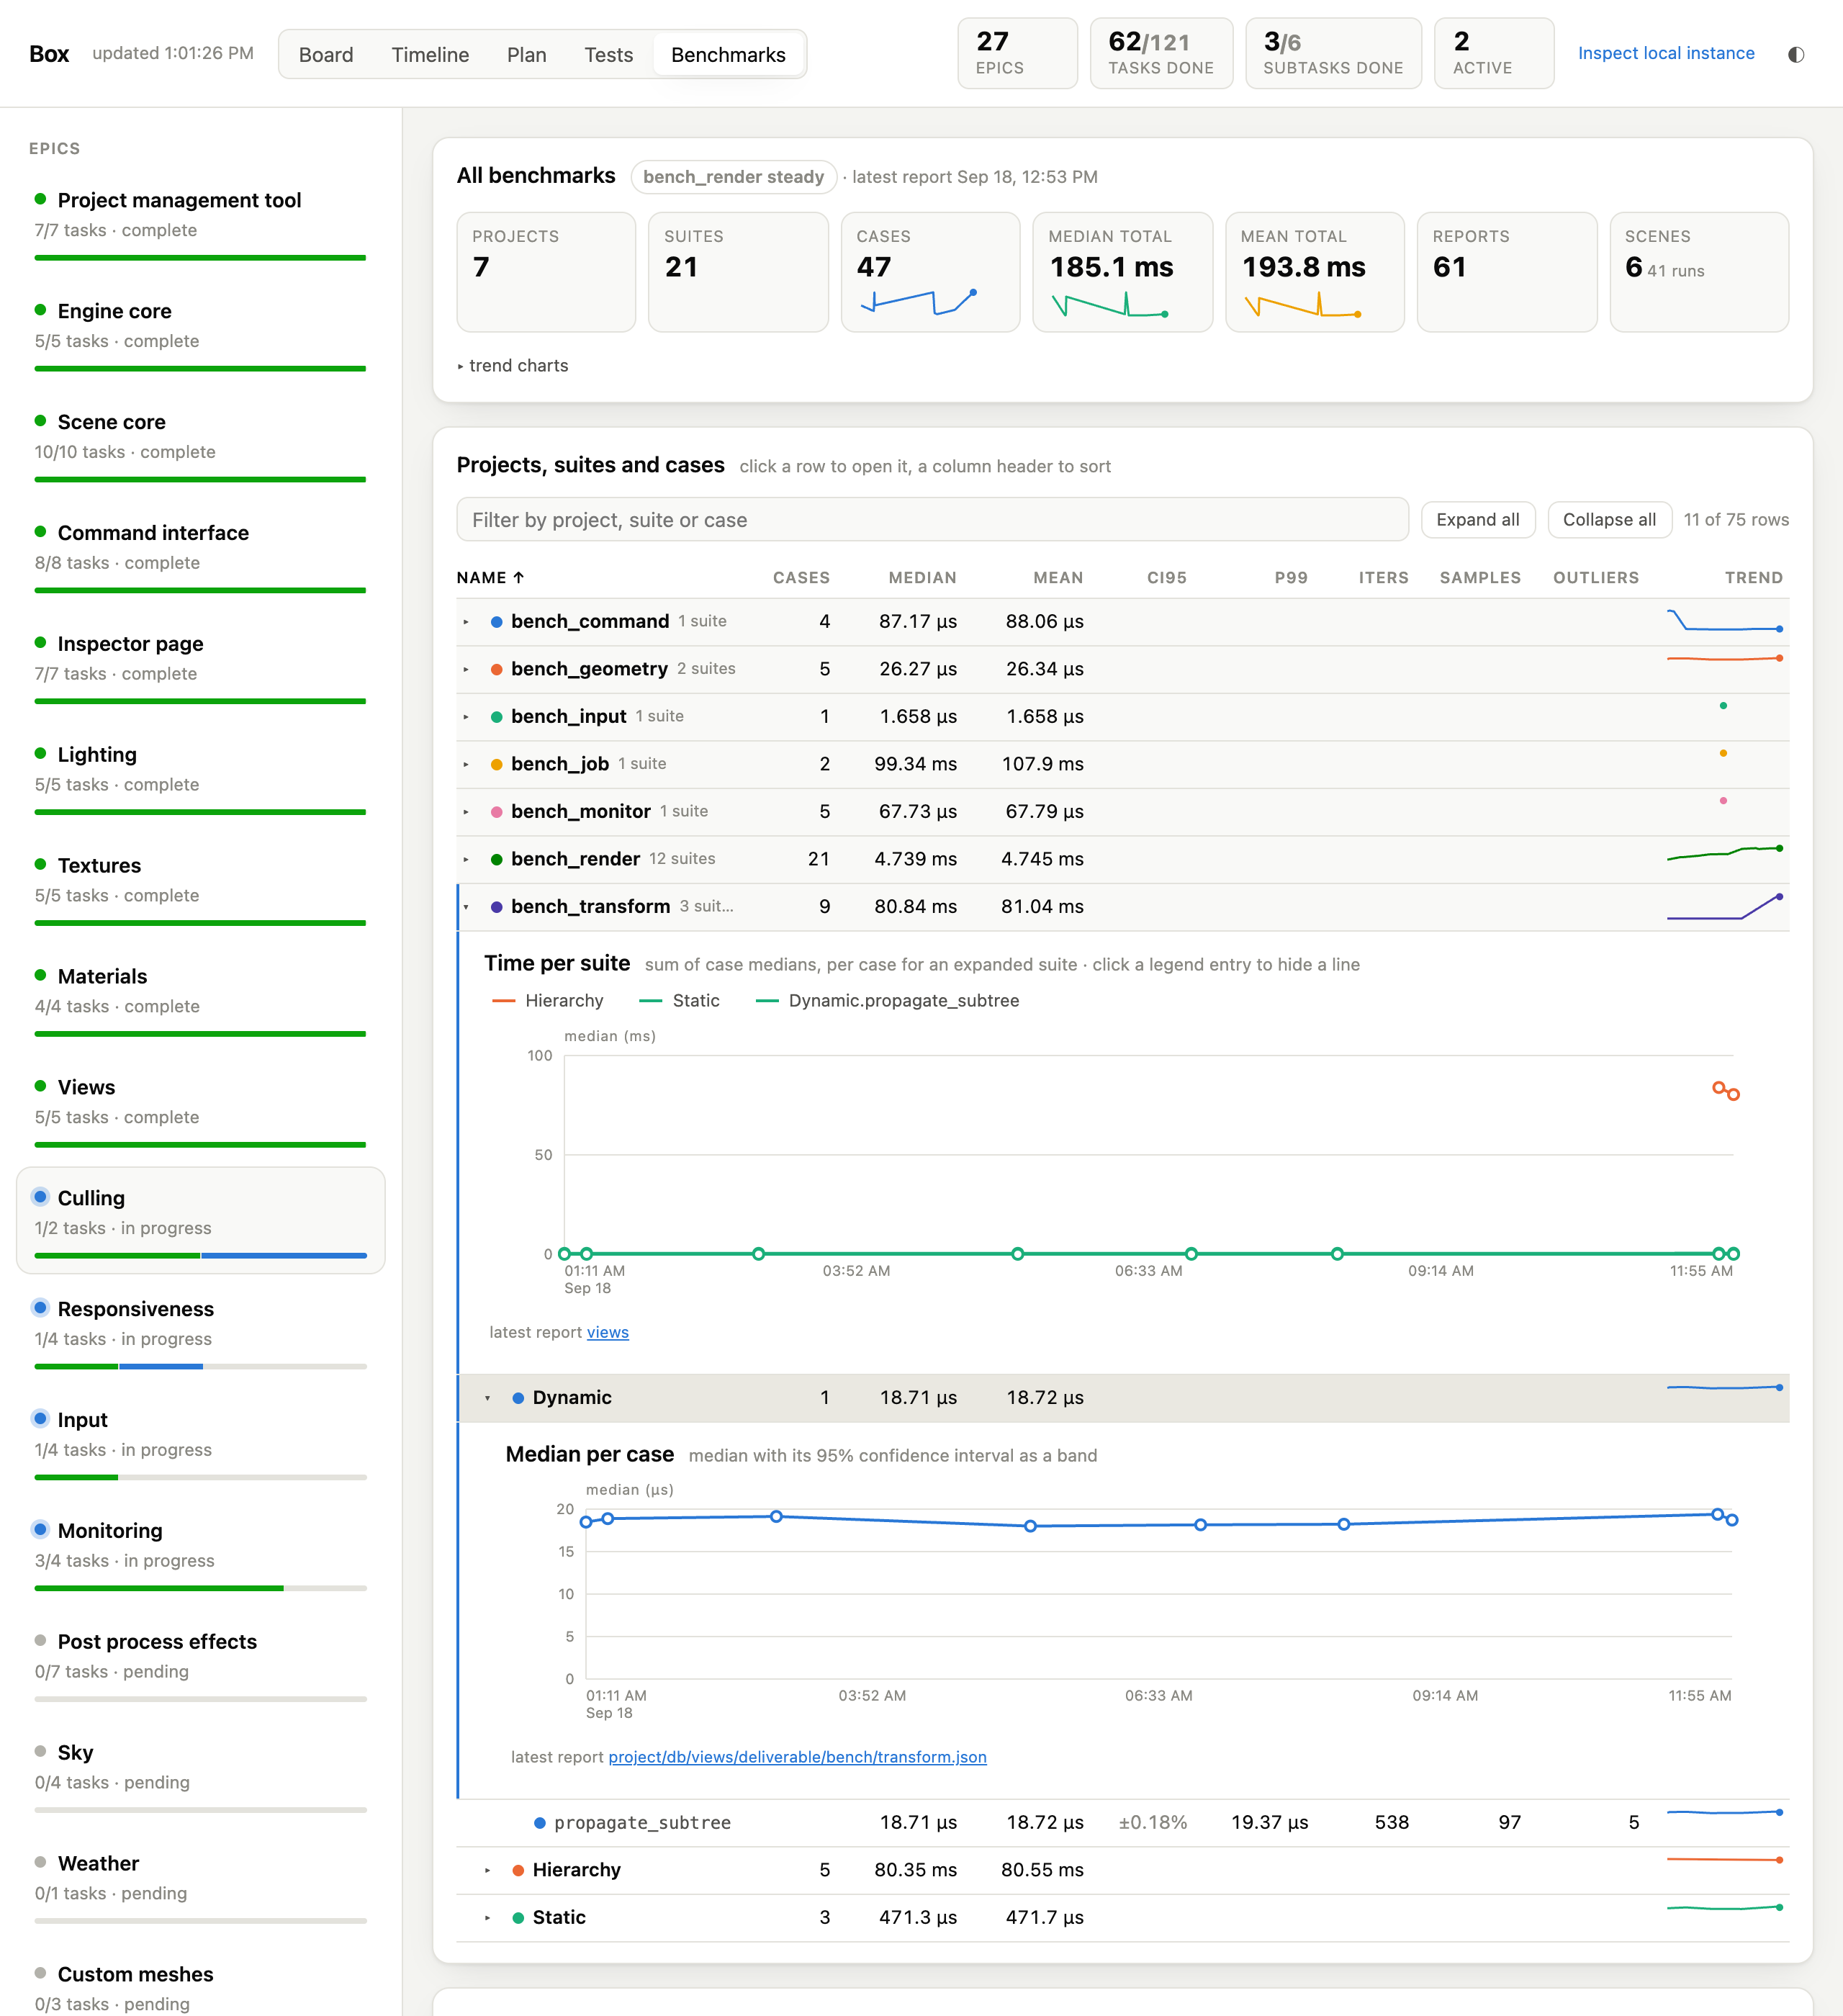 Box updated 1:01:26 PM Board Timeline Plan Tests Benchmarks
27 EPICS
62/121 TASKS DONE
3/6 SUBTASKS DONE
2 ACTIVE
Inspect local instance
EPICS
Project management tool
7/7 tasks · complete
Engine core
5/5 tasks · complete
Scene core
10/10 tasks · complete
Command interface
8/8 tasks · complete
Inspector page
7/7 tasks · complete
Lighting
5/5 tasks · complete
Textures
5/5 tasks · complete
Materials
4/4 tasks · complete
Views
5/5 tasks · complete
Culling
1/2 tasks · in progress
Responsiveness
1/4 tasks · in progress
Input
1/4 tasks · in progress
Monitoring
3/4 tasks · in progress
Post process effects
0/7 tasks · pending
Sky
0/4 tasks · pending
Weather
0/1 tasks · pending
Custom meshes
0/3 tasks · pending
All benchmarks bench_render steady · latest report Sep 18, 12:53 PM
PROJECTS
7
SUITES
21
CASES
47
MEDIAN TOTAL
185.1 ms
MEAN TOTAL
193.8 ms
REPORTS
61
SCENES
6 41 runs
▸ trend charts
Projects, suites and cases click a row to open it, a column header to sort
Filter by project, suite or case Expand all Collapse all 11 of 75 rows
NAME ↑ CASES MEDIAN MEAN CI95 P99 ITERS SAMPLES OUTLIERS TREND
▸ bench_command 1 suite 4 87.17 µs 88.06 µs
▸ bench_geometry 2 suites 5 26.27 µs 26.34 µs
▸ bench_input 1 suite 1 1.658 µs 1.658 µs
▸ bench_job 1 suite 2 99.34 ms 107.9 ms
▸ bench_monitor 1 suite 5 67.73 µs 67.79 µs
▸ bench_render 12 suites 21 4.739 ms 4.745 ms
▾ bench_transform 3 suit… 9 80.84 ms 81.04 ms
Time per suite sum of case medians, per case for an expanded suite · click a legend entry to hide a line
Hierarchy Static Dynamic.propagate_subtree
median (ms)
100
50
0
01:11 AM 03:52 AM 06:33 AM 09:14 AM 11:55 AM
Sep 18
latest report views
▾ Dynamic 1 18.71 µs 18.72 µs
Median per case median with its 95% confidence interval as a band
median (µs)
20
15
10
5
0
01:11 AM 03:52 AM 06:33 AM 09:14 AM 11:55 AM
Sep 18
latest report project/db/views/deliverable/bench/transform.json
propagate_subtree 18.71 µs 18.72 µs ±0.18% 19.37 µs 538 97 5
▸ Hierarchy 5 80.35 ms 80.55 ms
▸ Static 3 471.3 µs 471.7 µs